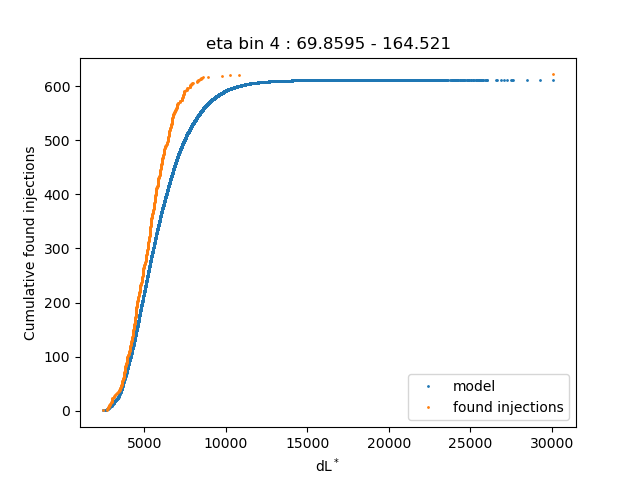 eta bin 4 : 69.8595 - 164.521
Cumulative found injections
600
500
400
300
200
100
0
model
found injections
5000 10000 15000 20000 25000 30000
dL*